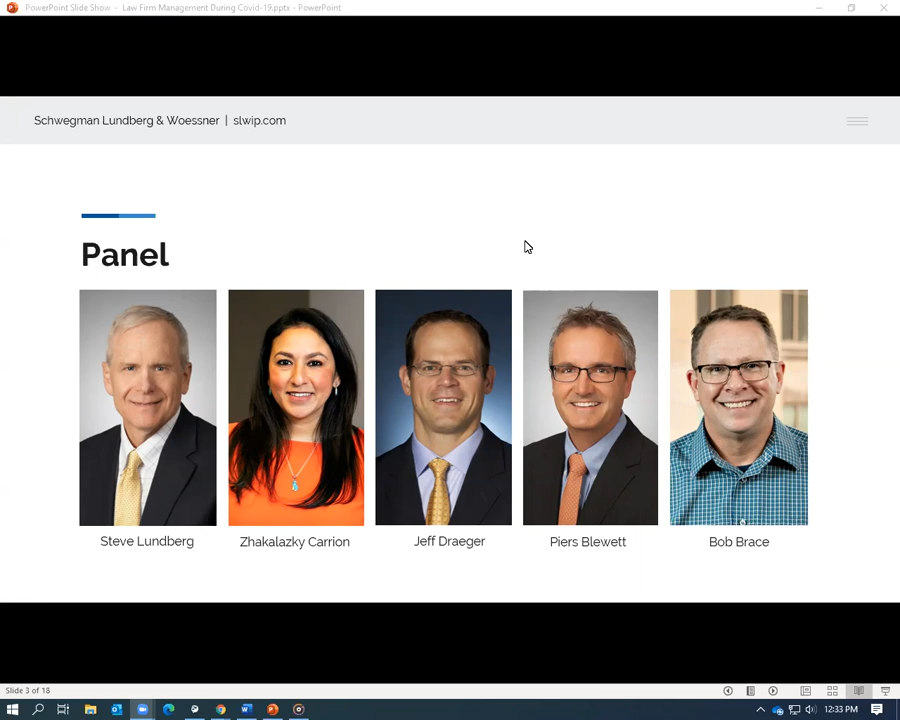 PowerPoint Slide Show - Law Firm Management During Covid-19.pptx - PowerPoint
Schwegman Lundberg & Woessner | slwip.com
Panel
Steve Lundberg
Zhakalazky Carrion
Jeff Draeger
Piers Blewett
Bob Brace
Slide 3 of 18
12:33 PM